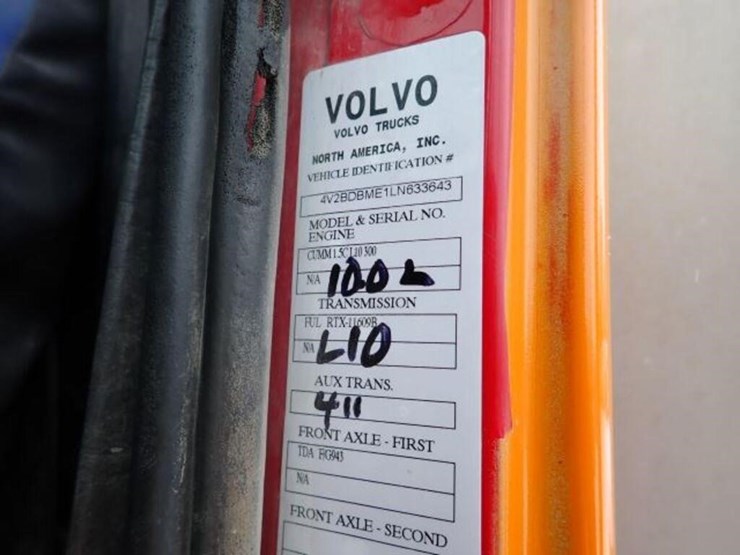 VOLVO
VOLVO TRUCKS
NORTH AMERICA, INC.
VEHICLE IDENTIFICATION #
4V2BDBME1LN633643
MODEL & SERIAL NO.
ENGINE
CUMM L10 300
N/A 100L
TRANSMISSION
FUL RTX-11609B
N/A L10
AUX TRANS.
411
FRONT AXLE - FIRST
TDA FG943
N/A
FRONT AXLE - SECOND